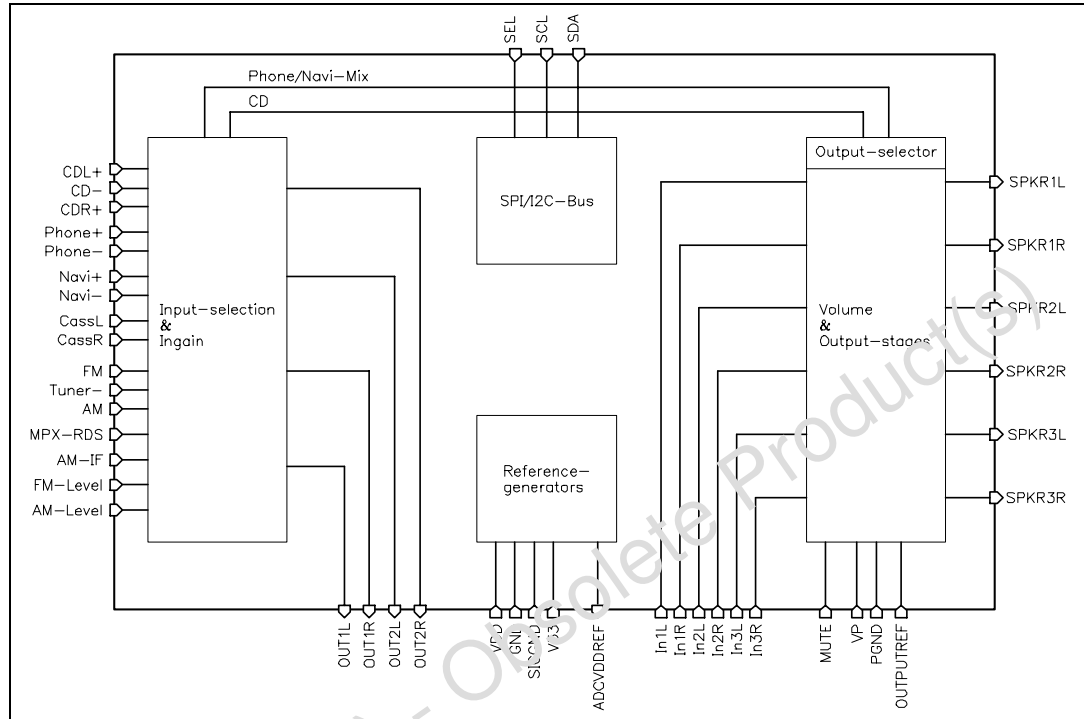 SEL
SCL
SDA
Phone/Navi-Mix
CD
CDL+
CD-
CDR+
Phone+
Phone-
Navi+
Navi-
CassL
CassR
FM
Tuner-
AM
MPX-RDS
AM-IF
FM-Level
AM-Level
Input-selection
&
Ingain
SPI/I2C-Bus
Reference-
generators
Output-selector
Volume
&
Output-stages
SPKR1L
SPKR1R
SPKR2L
SPKR2R
SPKR3L
SPKR3R
OUT1L
OUT1R
OUT2L
OUT2R
VDD
GND
SIGGND
ADCVDDREF
In1L
In1R
In2L
In2R
In3L
In3R
MUTE
VP
PGND
OUTPUTREF
- Obsolete Product(s)